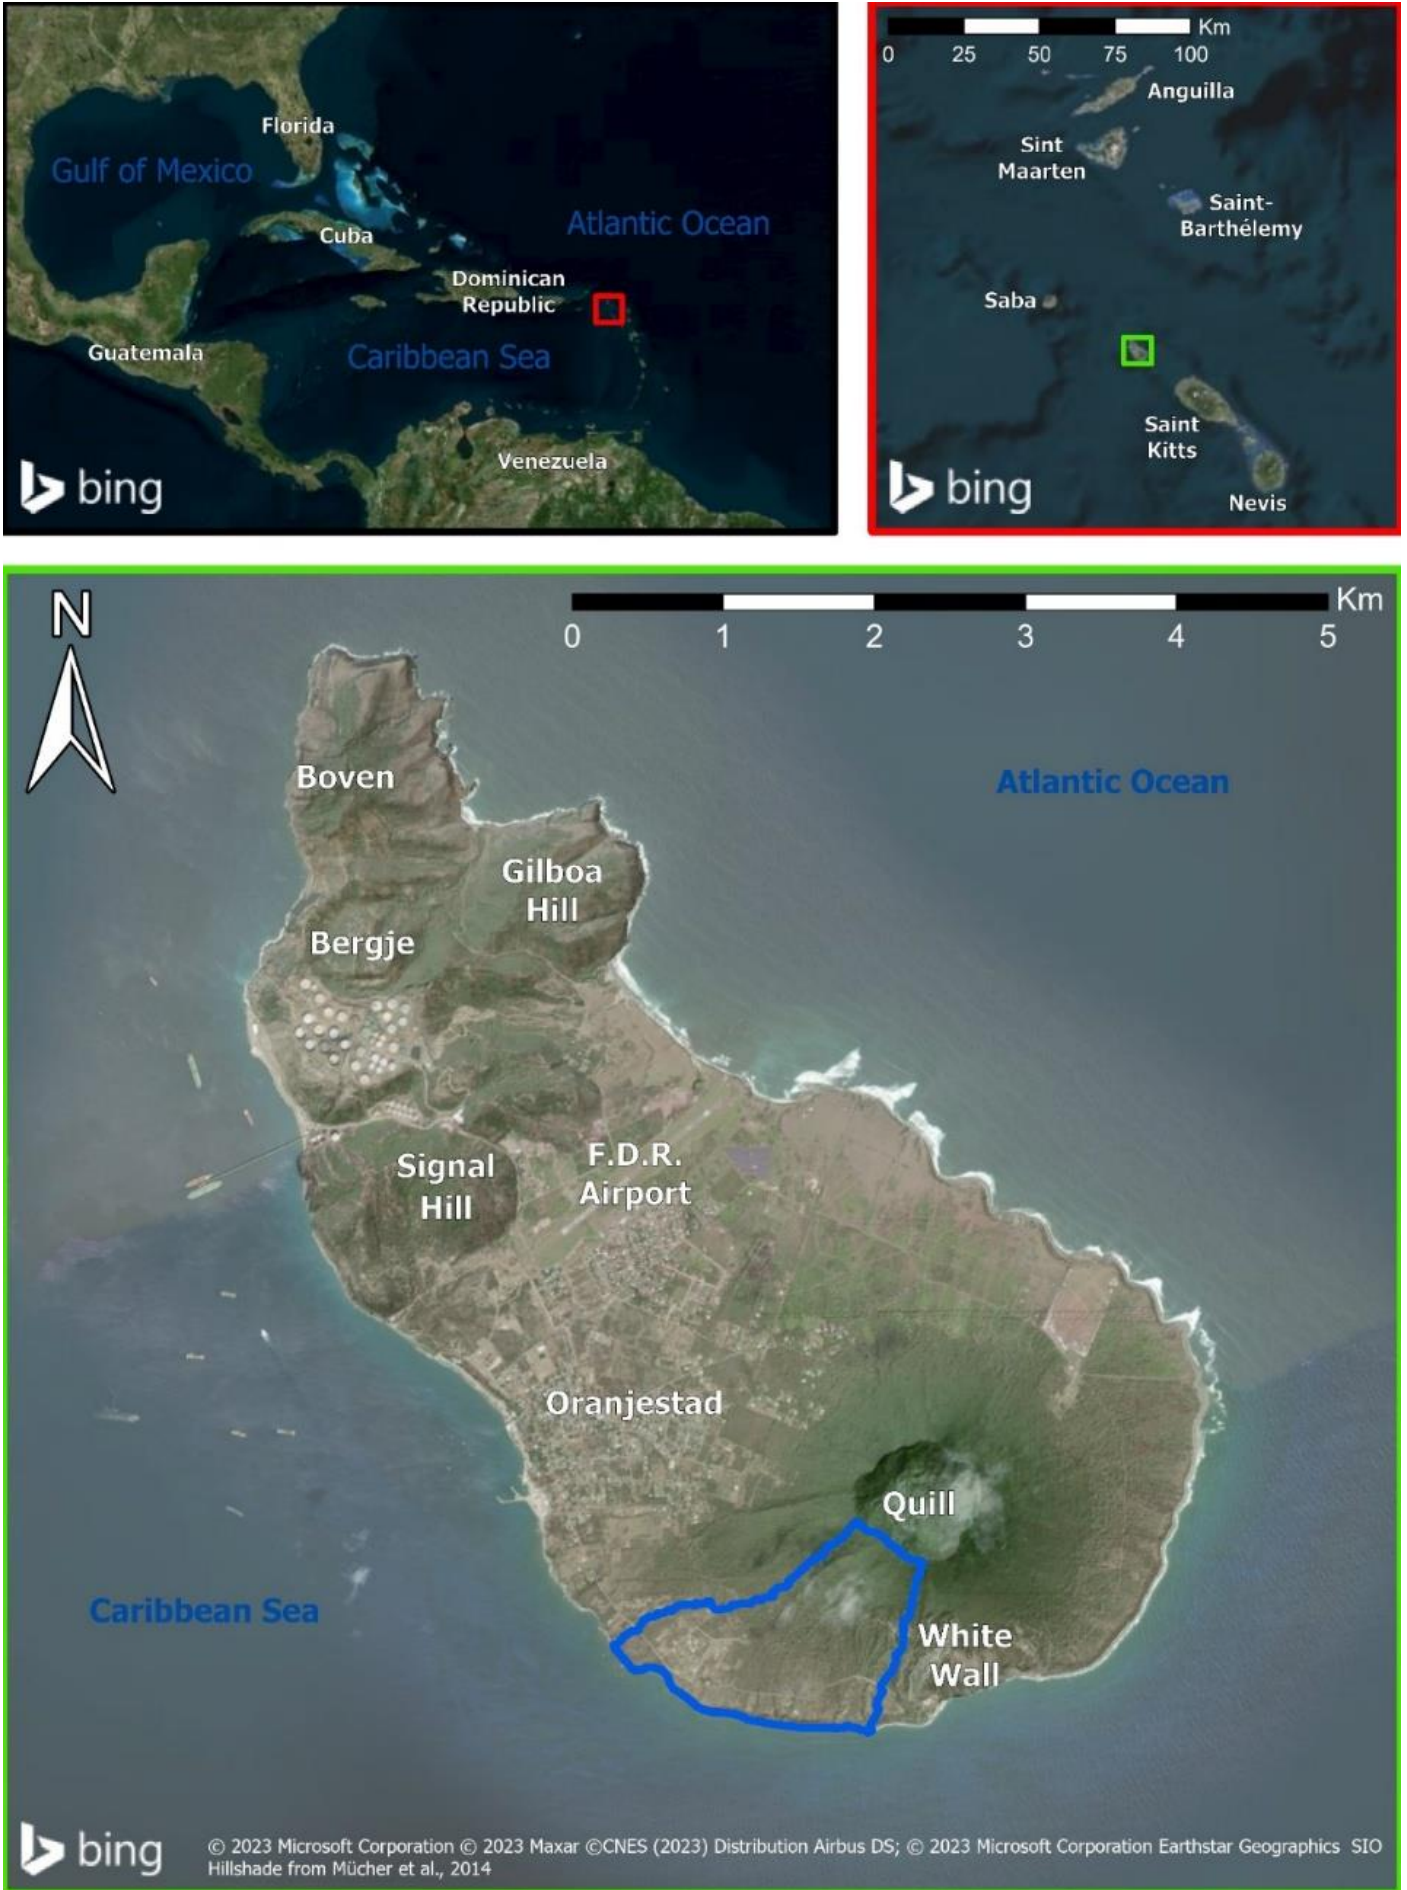 Florida
Gulf of Mexico
Atlantic Ocean
Cuba
Dominican
Republic
Guatemala
Caribbean Sea
Venezuela
bing
Km
0 25 50 75 100
Anguilla
Sint
Maarten
Saint-
Barthélemy
Saba
Saint
Kitts
Nevis
bing
N
Km
0 1 2 3 4 5
Boven
Atlantic Ocean
Gilboa
Hill
Bergje
F.D.R.
Airport
Signal
Hill
Oranjestad
Quill
Caribbean Sea
White
Wall
bing
© 2023 Microsoft Corporation © 2023 Maxar ©CNES (2023) Distribution Airbus DS; © 2023 Microsoft Corporation Earthstar Geographics SIO
Hillshade from Mücher et al., 2014